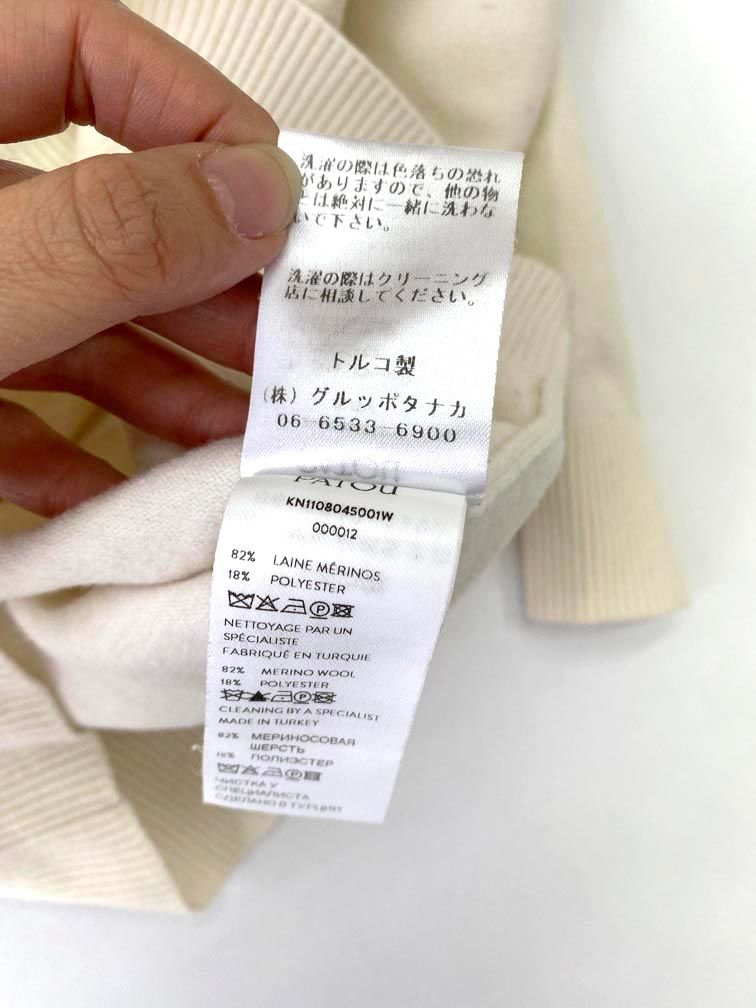 洗濯の際は色落ちの恐れ
がありますので、他の物
とは絶対に一緒に洗わな
いで下さい。
洗濯の際はクリーニング
店に相談してください。
トルコ製
（株）グルッポタナカ
06-6533-6900
PATOU
KN1108045001W
000012
82% LAINE MÉRINOS
18% POLYESTER
NETTOYAGE PAR UN
SPÉCIALISTE
FABRIQUÉ EN TURQUIE
82% MERINO WOOL
18% POLYESTER
CLEANING BY A SPECIALIST
MADE IN TURKEY
82% МЕРИНОСОВАЯ
ШЕРСТЬ
18% ПОЛИЭСТЕР
ЧИСТКА У
СПЕЦИАЛИСТА
СДЕЛАНО В ТУРЦИИ